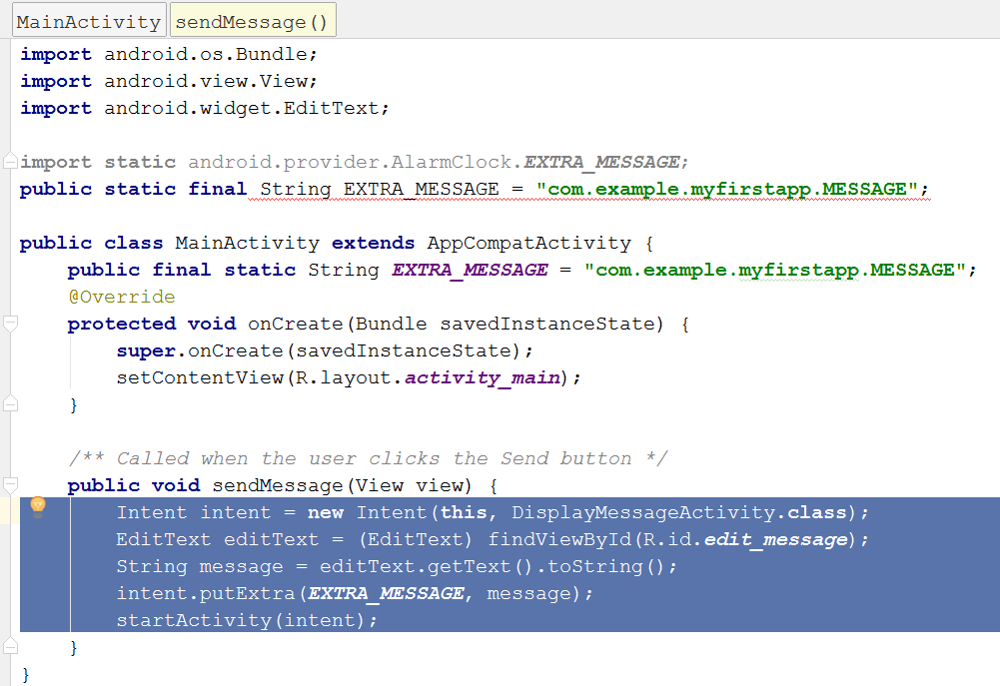 MainActivity sendMessage()
import android.os.Bundle;
import android.view.View;
import android.widget.EditText;
import static android.provider.AlarmClock.EXTRA_MESSAGE;
public static final String EXTRA_MESSAGE = "com.example.myfirstapp.MESSAGE";
public class MainActivity extends AppCompatActivity {
public final static String EXTRA_MESSAGE = "com.example.myfirstapp.MESSAGE";
@Override
protected void onCreate(Bundle savedInstanceState) {
super.onCreate(savedInstanceState);
setContentView(R.layout.activity_main);
}
/** Called when the user clicks the Send button */
public void sendMessage(View view) {
Intent intent = new Intent(this, DisplayMessageActivity.class);
EditText editText = (EditText) findViewById(R.id.edit_message);
String message = editText.getText().toString();
intent.putExtra(EXTRA_MESSAGE, message);
startActivity(intent);
}
}